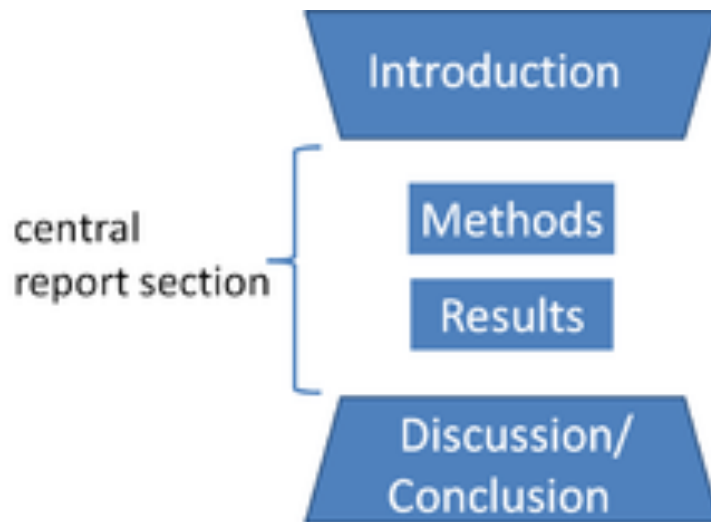 Introduction
central
report section
Methods
Results
Discussion/
Conclusion